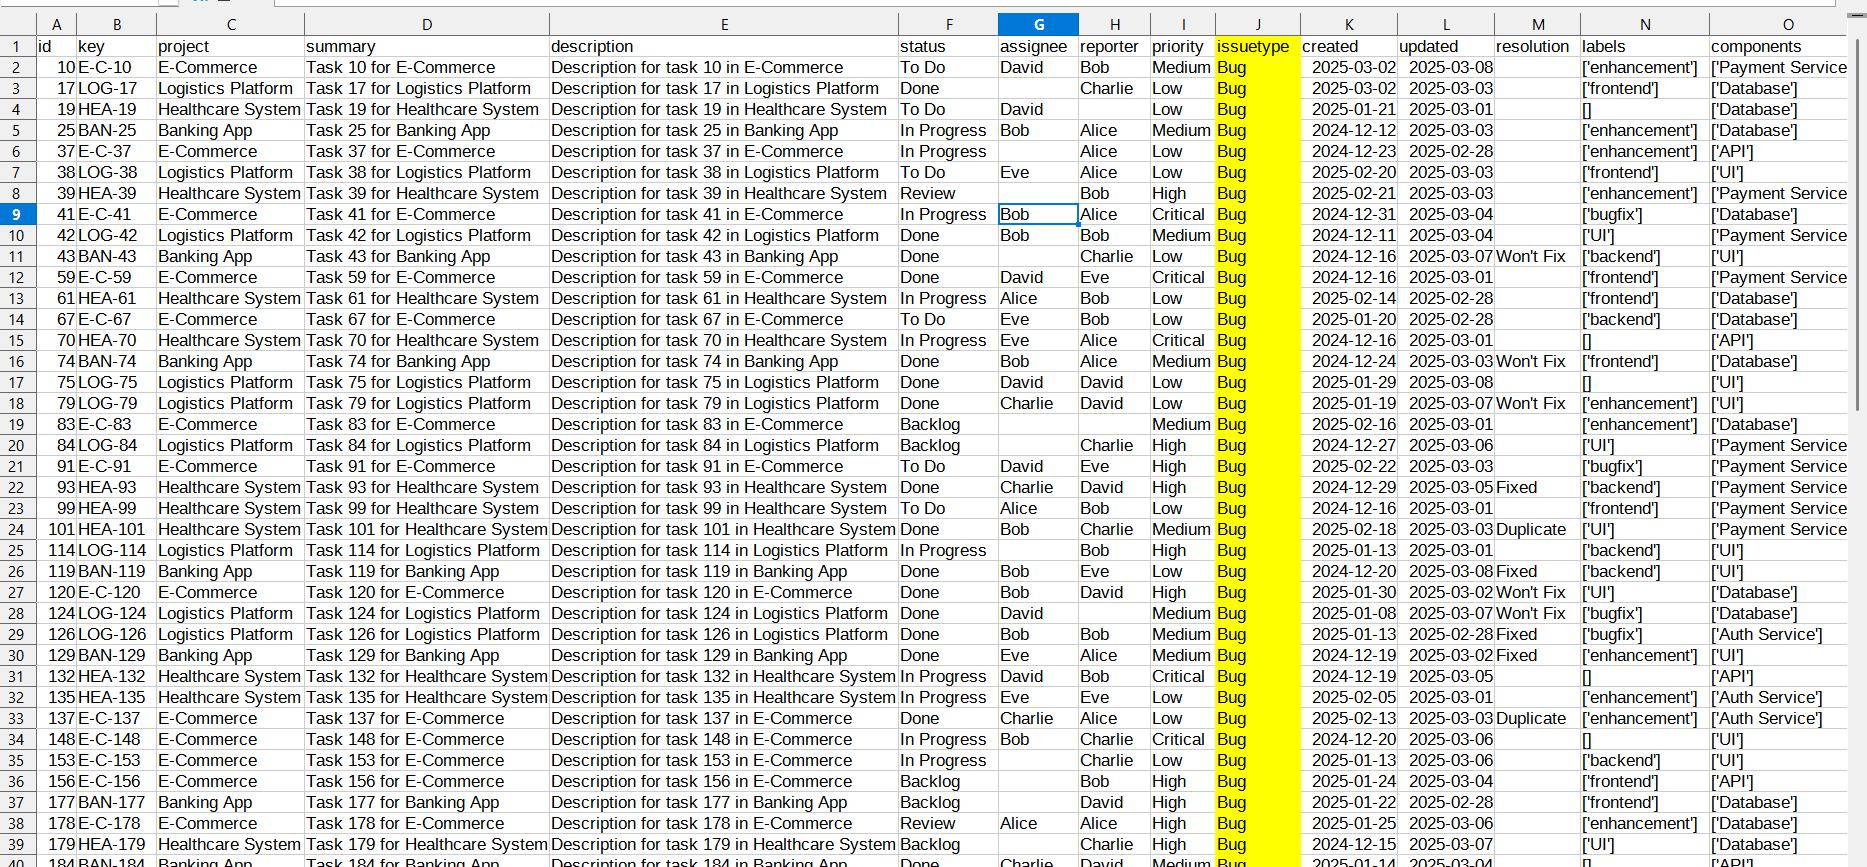 A B C D E F G H I J K L M N O
1 id key project summary description status assignee reporter priority issuetype created updated resolution labels components
2 10 E-C-10 E-Commerce Task 10 for E-Commerce Description for task 10 in E-Commerce To Do David Bob Medium Bug 2025-03-02 2025-03-08 ['enhancement'] ['Payment Service
3 17 LOG-17 Logistics Platform Task 17 for Logistics Platform Description for task 17 in Logistics Platform Done Charlie Low Bug 2025-03-02 2025-03-03 ['frontend'] ['Database']
4 19 HEA-19 Healthcare System Task 19 for Healthcare System Description for task 19 in Healthcare System To Do David Low Bug 2025-01-21 2025-03-01 [] ['Database']
5 25 BAN-25 Banking App Task 25 for Banking App Description for task 25 in Banking App In Progress Bob Alice Medium Bug 2024-12-12 2025-03-03 ['enhancement'] ['Database']
6 37 E-C-37 E-Commerce Task 37 for E-Commerce Description for task 37 in E-Commerce In Progress Alice Low Bug 2024-12-23 2025-02-28 ['enhancement'] ['API']
7 38 LOG-38 Logistics Platform Task 38 for Logistics Platform Description for task 38 in Logistics Platform To Do Eve Alice Low Bug 2025-02-20 2025-03-03 ['frontend'] ['UI']
8 39 HEA-39 Healthcare System Task 39 for Healthcare System Description for task 39 in Healthcare System Review Bob High Bug 2025-02-21 2025-03-03 ['enhancement'] ['Payment Service
9 41 E-C-41 E-Commerce Task 41 for E-Commerce Description for task 41 in E-Commerce In Progress Bob Alice Critical Bug 2024-12-31 2025-03-04 ['bugfix'] ['Database']
10 42 LOG-42 Logistics Platform Task 42 for Logistics Platform Description for task 42 in Logistics Platform Done Bob Bob Medium Bug 2024-12-11 2025-03-04 ['UI'] ['Payment Service
11 43 BAN-43 Banking App Task 43 for Banking App Description for task 43 in Banking App Done Charlie Low Bug 2024-12-16 2025-03-07 Won't Fix ['backend'] ['UI']
12 59 E-C-59 E-Commerce Task 59 for E-Commerce Description for task 59 in E-Commerce Done David Eve Critical Bug 2024-12-16 2025-03-01 ['frontend'] ['Payment Service
13 61 HEA-61 Healthcare System Task 61 for Healthcare System Description for task 61 in Healthcare System In Progress Alice Bob Low Bug 2025-02-14 2025-02-28 ['frontend'] ['Database']
14 67 E-C-67 E-Commerce Task 67 for E-Commerce Description for task 67 in E-Commerce To Do Eve Bob Low Bug 2025-01-20 2025-02-28 ['backend'] ['Database']
15 70 HEA-70 Healthcare System Task 70 for Healthcare System Description for task 70 in Healthcare System In Progress Eve Alice Critical Bug 2024-12-16 2025-03-01 [] ['API']
16 74 BAN-74 Banking App Task 74 for Banking App Description for task 74 in Banking App Done Bob Alice Medium Bug 2024-12-24 2025-03-03 Won't Fix ['frontend'] ['Database']
17 75 LOG-75 Logistics Platform Task 75 for Logistics Platform Description for task 75 in Logistics Platform Done David David Low Bug 2025-01-29 2025-03-08 [] ['UI']
18 79 LOG-79 Logistics Platform Task 79 for Logistics Platform Description for task 79 in Logistics Platform Done Charlie David Low Bug 2025-01-19 2025-03-07 Won't Fix ['enhancement'] ['UI']
19 83 E-C-83 E-Commerce Task 83 for E-Commerce Description for task 83 in E-Commerce Backlog Medium Bug 2025-02-16 2025-03-01 ['enhancement'] ['Database']
20 84 LOG-84 Logistics Platform Task 84 for Logistics Platform Description for task 84 in Logistics Platform Backlog Charlie High Bug 2024-12-27 2025-03-06 ['UI'] ['Payment Service
21 91 E-C-91 E-Commerce Task 91 for E-Commerce Description for task 91 in E-Commerce To Do David Eve High Bug 2025-02-22 2025-03-03 ['bugfix'] ['Payment Service
22 93 HEA-93 Healthcare System Task 93 for Healthcare System Description for task 93 in Healthcare System Done Charlie David High Bug 2024-12-29 2025-03-05 Fixed ['backend'] ['Payment Service
23 99 HEA-99 Healthcare System Task 99 for Healthcare System Description for task 99 in Healthcare System To Do Alice Bob Low Bug 2024-12-16 2025-03-01 ['frontend'] ['Payment Service
24 101 HEA-101 Healthcare System Task 101 for Healthcare System Description for task 101 in Healthcare System Done Bob Charlie Medium Bug 2025-02-18 2025-03-03 Duplicate ['UI'] ['Payment Service
25 114 LOG-114 Logistics Platform Task 114 for Logistics Platform Description for task 114 in Logistics Platform In Progress Bob High Bug 2025-01-13 2025-03-01 ['backend'] ['UI']
26 119 BAN-119 Banking App Task 119 for Banking App Description for task 119 in Banking App Done Bob Eve Low Bug 2024-12-20 2025-03-08 Fixed ['backend'] ['UI']
27 120 E-C-120 E-Commerce Task 120 for E-Commerce Description for task 120 in E-Commerce Done Bob David High Bug 2025-01-30 2025-03-02 Won't Fix ['UI'] ['Database']
28 124 LOG-124 Logistics Platform Task 124 for Logistics Platform Description for task 124 in Logistics Platform Done David Medium Bug 2025-01-08 2025-03-07 Won't Fix ['bugfix'] ['Database']
29 126 LOG-126 Logistics Platform Task 126 for Logistics Platform Description for task 126 in Logistics Platform Done Bob Bob Medium Bug 2025-01-13 2025-02-28 Fixed ['bugfix'] ['Auth Service']
30 129 BAN-129 Banking App Task 129 for Banking App Description for task 129 in Banking App Done Eve Alice Medium Bug 2024-12-19 2025-03-02 Fixed ['enhancement'] ['UI']
31 132 HEA-132 Healthcare System Task 132 for Healthcare System Description for task 132 in Healthcare System In Progress David Bob Critical Bug 2024-12-19 2025-03-05 [] ['API']
32 135 HEA-135 Healthcare System Task 135 for Healthcare System Description for task 135 in Healthcare System In Progress Eve Eve Low Bug 2025-02-05 2025-03-01 ['enhancement'] ['Auth Service']
33 137 E-C-137 E-Commerce Task 137 for E-Commerce Description for task 137 in E-Commerce Done Charlie Alice Low Bug 2025-02-13 2025-03-03 Duplicate ['enhancement'] ['Auth Service']
34 148 E-C-148 E-Commerce Task 148 for E-Commerce Description for task 148 in E-Commerce In Progress Bob Charlie Critical Bug 2024-12-20 2025-03-06 [] ['UI']
35 153 E-C-153 E-Commerce Task 153 for E-Commerce Description for task 153 in E-Commerce In Progress Charlie Low Bug 2025-01-13 2025-03-06 ['backend'] ['UI']
36 156 E-C-156 E-Commerce Task 156 for E-Commerce Description for task 156 in E-Commerce Backlog Bob High Bug 2025-01-24 2025-03-04 ['frontend'] ['API']
37 177 BAN-177 Banking App Task 177 for Banking App Description for task 177 in Banking App Backlog David High Bug 2025-01-22 2025-02-28 ['frontend'] ['Database']
38 178 E-C-178 E-Commerce Task 178 for E-Commerce Description for task 178 in E-Commerce Review Alice Alice High Bug 2025-01-25 2025-03-06 ['enhancement'] ['Database']
39 179 HEA-179 Healthcare System Task 179 for Healthcare System Description for task 179 in Healthcare System Backlog Charlie High Bug 2024-12-15 2025-03-07 ['UI'] ['Database']
40 184 BAN-184 Banking App Task 184 for Banking App Description for task 184 in Banking App Done Charlie David Medium Bug 2025-01-14 2025-03-04 [] ['API']